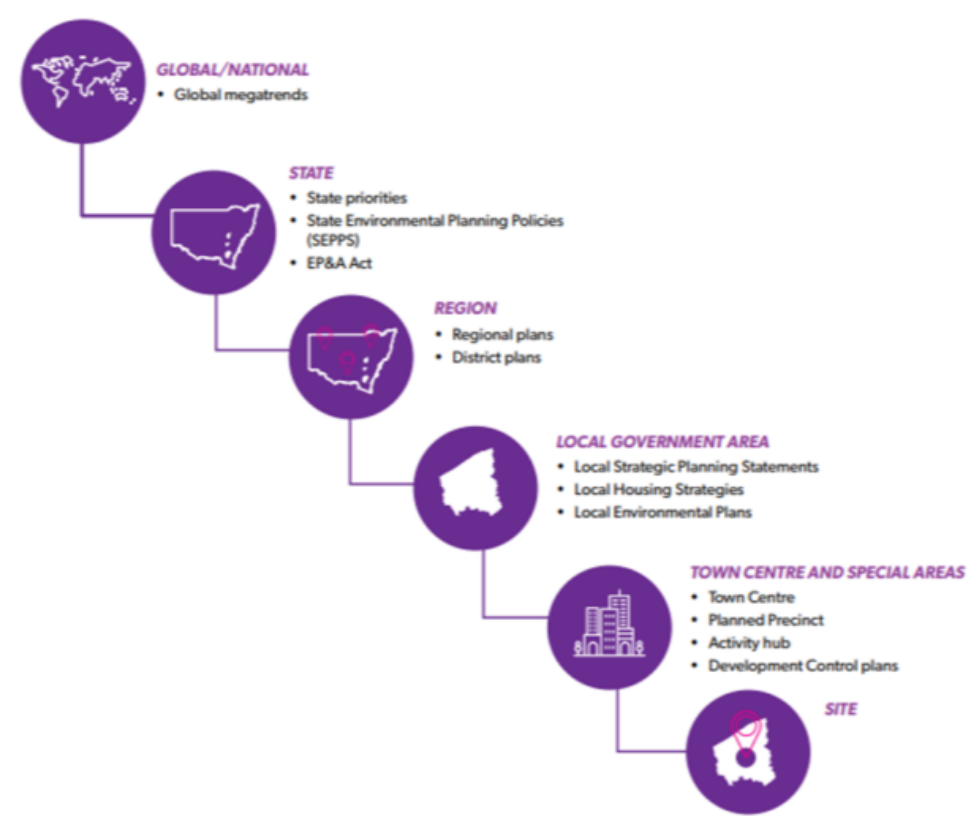 GLOBAL/NATIONAL
• Global megatrends
STATE
• State priorities
• State Environmental Planning Policies
(SEPPS)
• EP&A Act
REGION
• Regional plans
• District plans
LOCAL GOVERNMENT AREA
• Local Strategic Planning Statements
• Local Housing Strategies
• Local Environmental Plans
TOWN CENTRE AND SPECIAL AREAS
• Town Centre
• Planned Precinct
• Activity hub
• Development Control plans
SITE